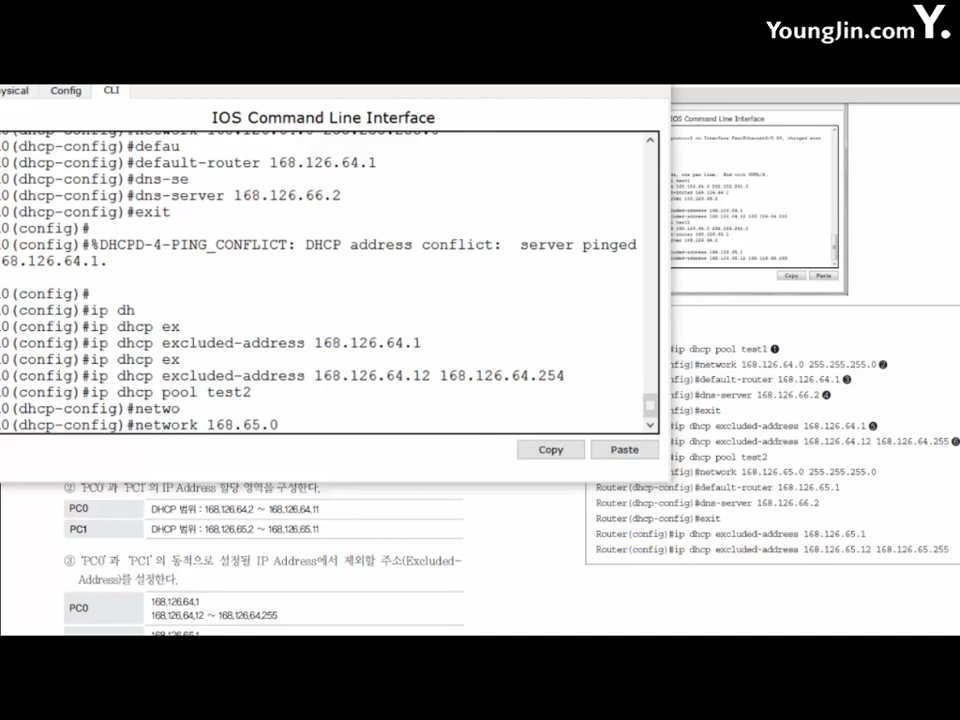 YoungJin.com Y.
ysical Config CLI
IOS Command Line Interface
0(dhcp-config)#defau
0(dhcp-config)#default-router 168.126.64.1
0(dhcp-config)#dns-se
0(dhcp-config)#dns-server 168.126.66.2
0(dhcp-config)#exit
0(config)#
0(config)#%DHCPD-4-PING_CONFLICT: DHCP address conflict:  server pinged
68.126.64.1.
0(config)#
0(config)#ip dh
0(config)#ip dhcp ex
0(config)#ip dhcp excluded-address 168.126.64.1
0(config)#ip dhcp ex
0(config)#ip dhcp excluded-address 168.126.64.12 168.126.64.254
0(config)#ip dhcp pool test2
0(dhcp-config)#netwo
0(dhcp-config)#network 168.65.0
Copy Paste
IOS Command Line Interface
Copy Paste
#ip dhcp pool test1 ❶
nfig)#network 168.126.64.0 255.255.255.0 ❷
nfig)#default-router 168.126.64.1 ❸
nfig)#dns-server 168.126.66.2 ❹
nfig)#exit
#ip dhcp excluded-address 168.126.64.1 ❺
#ip dhcp excluded-address 168.126.64.12 168.126.64.255 ❻
#ip dhcp pool test2
nfig)#network 168.126.65.0 255.255.255.0
Router(dhcp-config)#default-router 168.126.65.1
Router(dhcp-config)#dns-server 168.126.66.2
Router(dhcp-config)#exit
Router(config)#ip dhcp excluded-address 168.126.65.1
Router(config)#ip dhcp excluded-address 168.126.65.12 168.126.65.255
② 'PC0'과 'PC1'의 IP Address 할당 영역을 구성한다.
PC0 DHCP 범위 : 168.126.64.2 ~ 168.126.64.11
PC1 DHCP 범위 : 168.126.65.2 ~ 168.126.65.11
③ 'PC0'과 'PC1'의 동적으로 설정될 IP Address에서 제외할 주소(Excluded-
Address)를 설정한다.
PC0 168.126.64.1
168.126.64.12 ~ 168.126.64.255